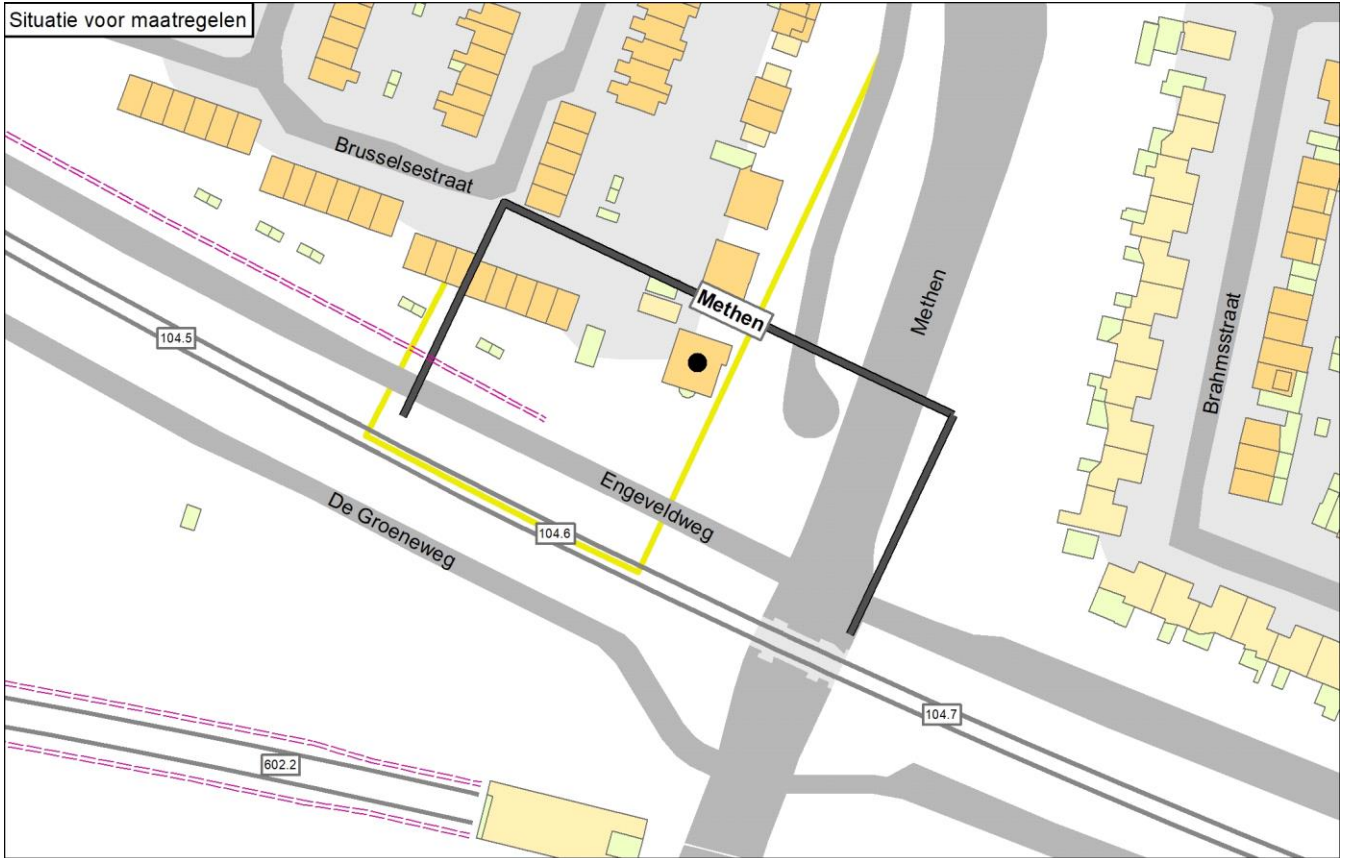 Situatie voor maatregelen
Brusselsestraat
104.5
Methen
Methen
Brahmsstraat
Engeveldweg
104.6
De Groeneweg
104.7
602.2